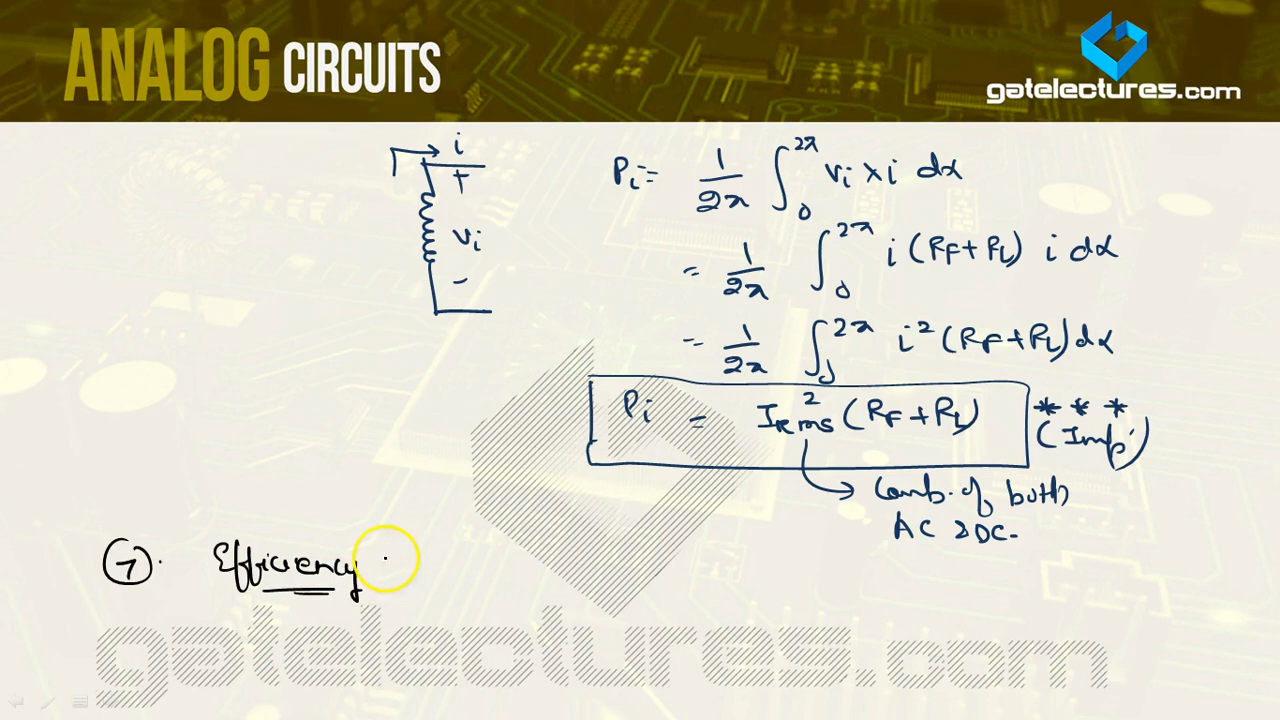 ANALOG CIRCUITS
gatelectures.com
i
+
Vi
-
Pi = 1/2π ∫₀^2π Vi × i dα
= 1/2π ∫₀^2π i (RF + RL) i dα
= 1/2π ∫₀^2π i² (RF + RL) dα
Pi = Irms² (RF + RL) * * *
(Imp)
→ Comb. of both
AC & DC.
7. Efficiency
gatelectures.com